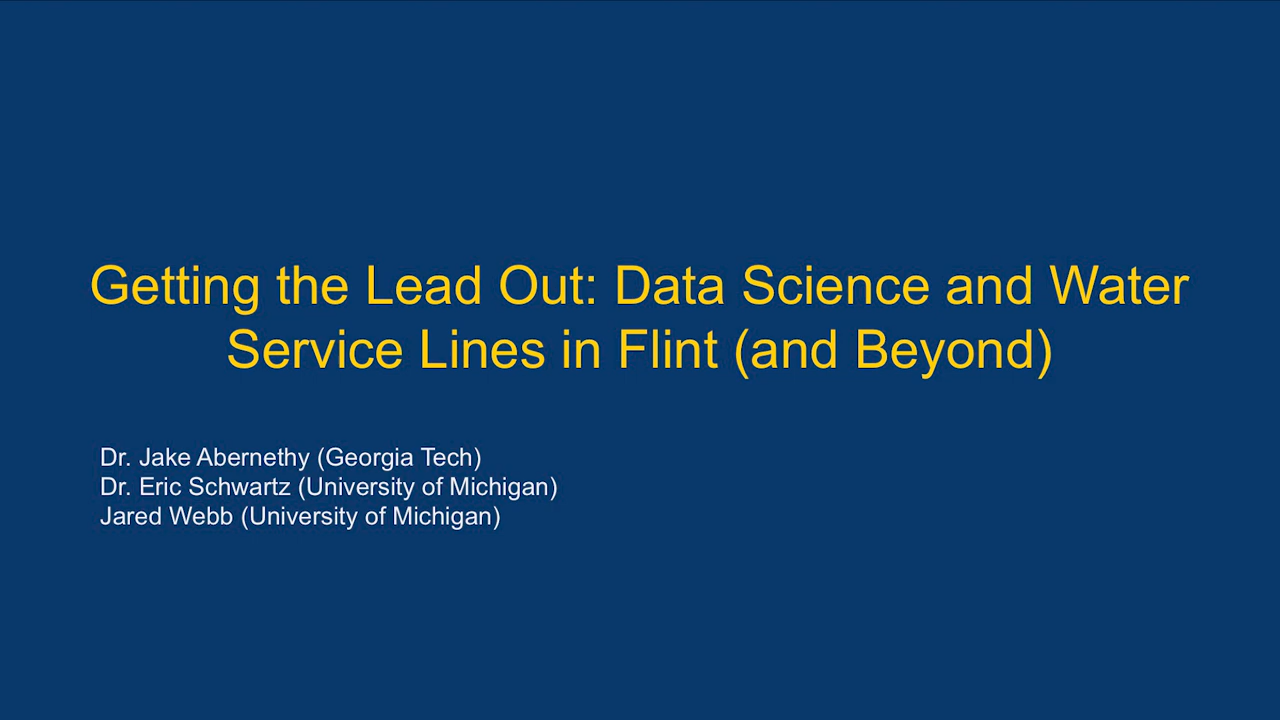 Getting the Lead Out: Data Science and Water
Service Lines in Flint (and Beyond)
Dr. Jake Abernethy (Georgia Tech)
Dr. Eric Schwartz (University of Michigan)
Jared Webb (University of Michigan)